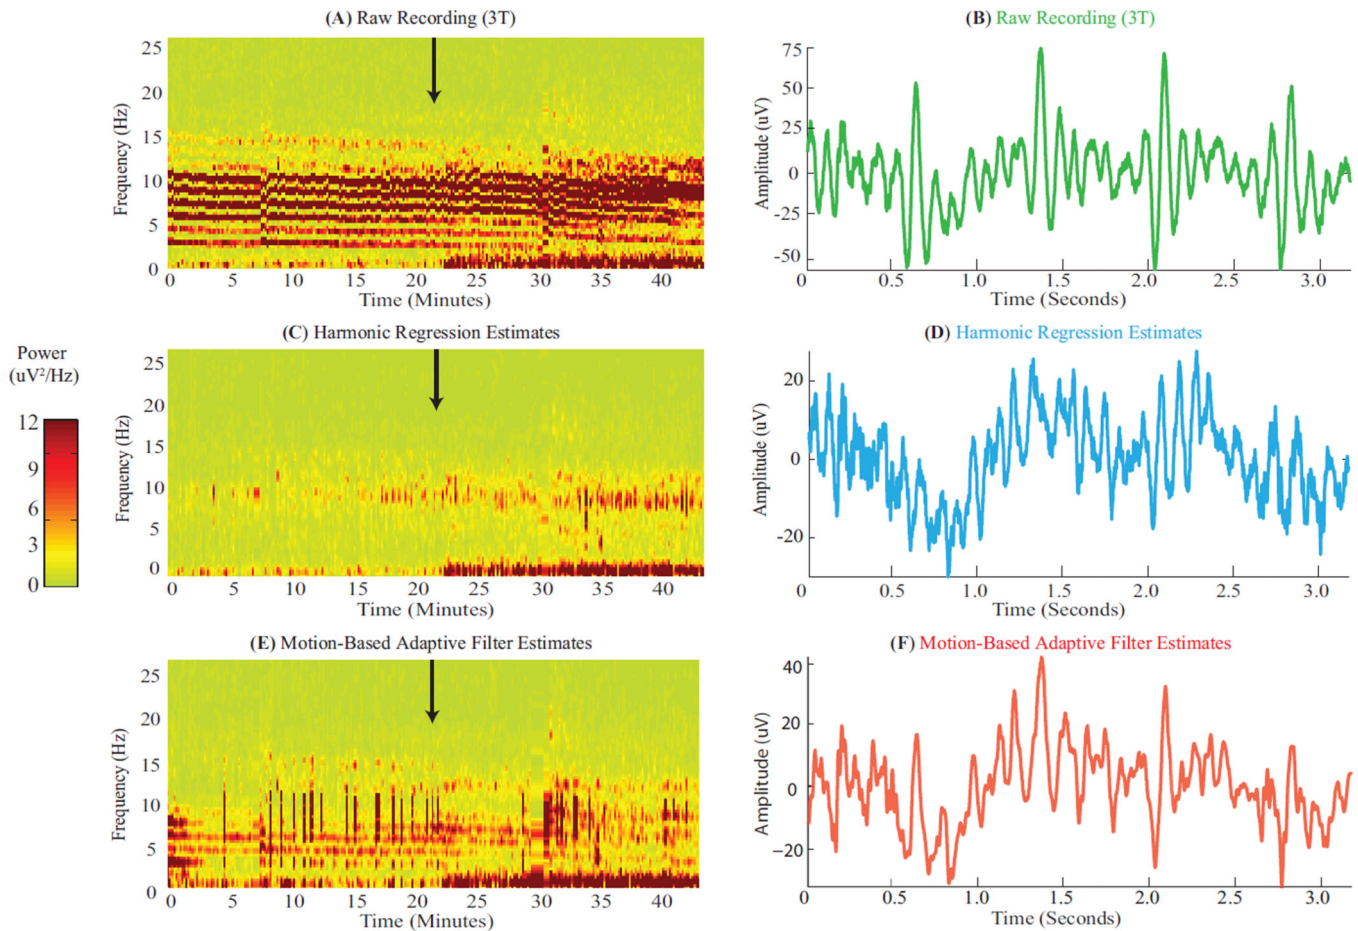 (A) Raw Recording (3T)
25
20
15
10
5
0
Frequency (Hz)
0 5 10 15 20 25 30 35 40
Time (Minutes)
(B) Raw Recording (3T)
75
50
25
0
-25
-50
Amplitude (uV)
0 0.5 1.0 1.5 2.0 2.5 3.0
Time (Seconds)
Power
(uV²/Hz)
12
9
6
3
0
(C) Harmonic Regression Estimates
25
20
15
10
5
0
Frequency (Hz)
0 5 10 15 20 25 30 35 40
Time (Minutes)
(D) Harmonic Regression Estimates
20
0
-20
Amplitude (uV)
0 0.5 1.0 1.5 2.0 2.5 3.0
Time (Seconds)
(E) Motion-Based Adaptive Filter Estimates
25
20
15
10
5
0
Frequency (Hz)
0 5 10 15 20 25 30 35 40
Time (Minutes)
(F) Motion-Based Adaptive Filter Estimates
40
20
0
−20
Amplitude (uV)
0 0.5 1.0 1.5 2.0 2.5 3.0
Time (Seconds)